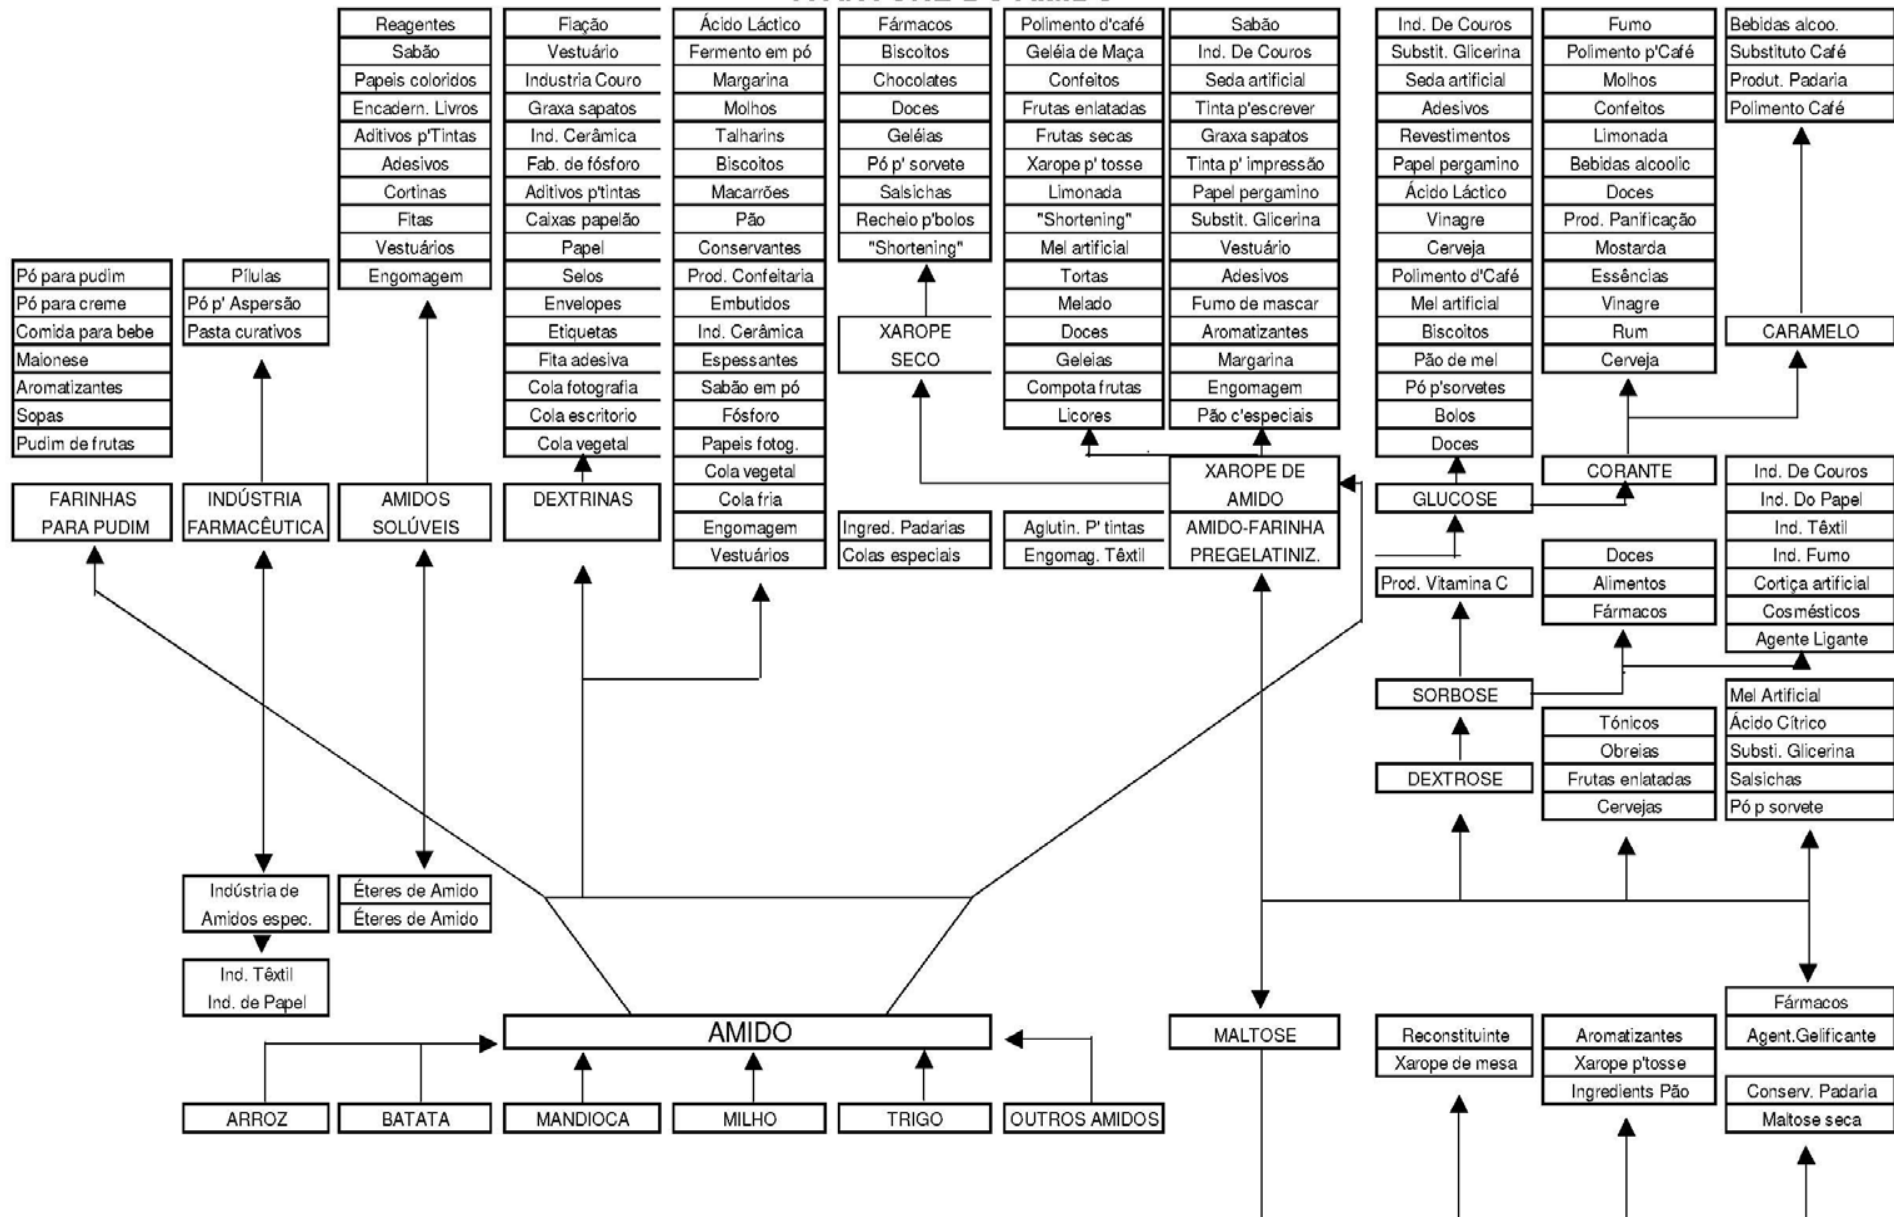 Reagentes
Sabão
Papeis coloridos
Encadern. Livros
Aditivos p'Tintas
Adesivos
Cortinas
Fitas
Vestuários
Engomagem
Fiação
Vestuário
Industria Couro
Graxa sapatos
Ind. Cerâmica
Fab. de fósforo
Aditivos p'tintas
Caixas papelão
Papel
Selos
Envelopes
Etiquetas
Fita adesiva
Cola fotografia
Cola escritorio
Cola vegetal
Ácido Láctico
Fermento em pó
Margarina
Molhos
Talharins
Biscoitos
Macarrões
Pão
Conservantes
Prod. Confeitaria
Embutidos
Ind. Cerâmica
Espessantes
Sabão em pó
Fósforo
Papeis fotog.
Cola vegetal
Cola fria
Engomagem
Vestuários
Fármacos
Biscoitos
Chocolates
Doces
Geléias
Pó p' sorvete
Salsichas
Recheio p'bolos
"Shortening"
XAROPE
SECO
Polimento d'café
Geléia de Maça
Confeitos
Frutas enlatadas
Frutas secas
Xarope p' tosse
Limonada
"Shortening"
Mel artificial
Tortas
Melado
Doces
Geleias
Compota frutas
Licores
Sabão
Ind. De Couros
Seda artificial
Tinta p'escrever
Graxa sapatos
Tinta p' impressão
Papel pergamino
Substit. Glicerina
Vestuário
Adesivos
Fumo de mascar
Aromatizantes
Margarina
Engomagem
Pão c'especiais
Ind. De Couros
Substit. Glicerina
Seda artificial
Adesivos
Revestimentos
Papel pergamino
Ácido Láctico
Vinagre
Cerveja
Polimento d'Café
Mel artificial
Biscoitos
Pão de mel
Pó p'sorvetes
Bolos
Doces
Fumo
Polimento p'Café
Molhos
Confeitos
Limonada
Bebidas alcoolic
Doces
Prod. Panificação
Mostarda
Essências
Vinagre
Rum
Cerveja
Bebidas alcoo.
Substituto Café
Produt. Padaria
Polimento Café
CARAMELO
Pó para pudim
Pó para creme
Comida para bebe
Maionese
Aromatizantes
Sopas
Pudim de frutas
Pílulas
Pó p' Aspersão
Pasta curativos
FARINHAS
PARA PUDIM
INDÚSTRIA
FARMACÊUTICA
AMIDOS
SOLÚVEIS
DEXTRINAS
Ingred. Padarias
Colas especiais
Aglutin. P' tintas
Engomag. Têxtil
XAROPE DE
AMIDO
AMIDO-FARINHA
PREGELATINIZ.
GLUCOSE
CORANTE
Ind. De Couros
Ind. Do Papel
Ind. Têxtil
Ind. Fumo
Cortiça artificial
Cosmésticos
Agente Ligante
Prod. Vitamina C
Doces
Alimentos
Fármacos
SORBOSE
DEXTROSE
Tónicos
Obreias
Frutas enlatadas
Cervejas
Mel Artificial
Ácido Cítrico
Substi. Glicerina
Salsichas
Pó p sorvete
Indústria de
Amidos espec.
Éteres de Amido
Éteres de Amido
Ind. Têxtil
Ind. de Papel
AMIDO
MALTOSE
Reconstituinte
Xarope de mesa
Aromatizantes
Xarope p'tosse
Ingredients Pão
Fármacos
Agent.Gelificante
Conserv. Padaria
Maltose seca
ARROZ
BATATA
MANDIOCA
MILHO
TRIGO
OUTROS AMIDOS